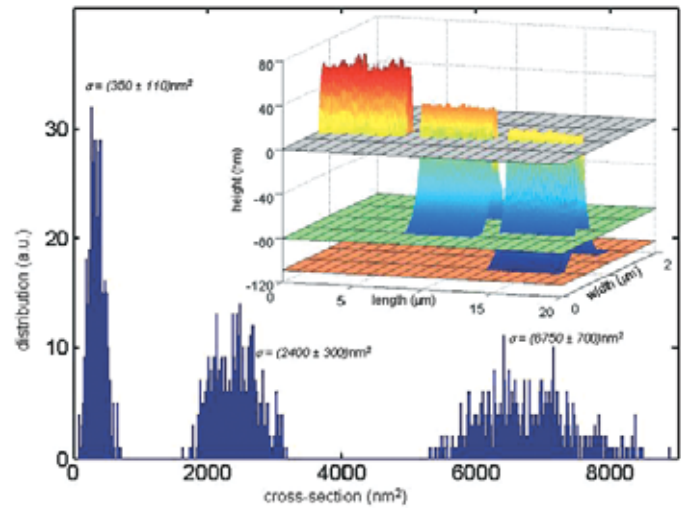 σ = (350 ± 110)nm²
σ = (2400 ± 300)nm²
σ = (6750 ± 700)nm²
distribution (a.u.)
30
20
10
0
0
2000
4000
6000
8000
cross-section (nm²)
height (nm)
80
40
0
-40
-80
-120
0
5
length (μm)
15
20
0
width (μm)
2